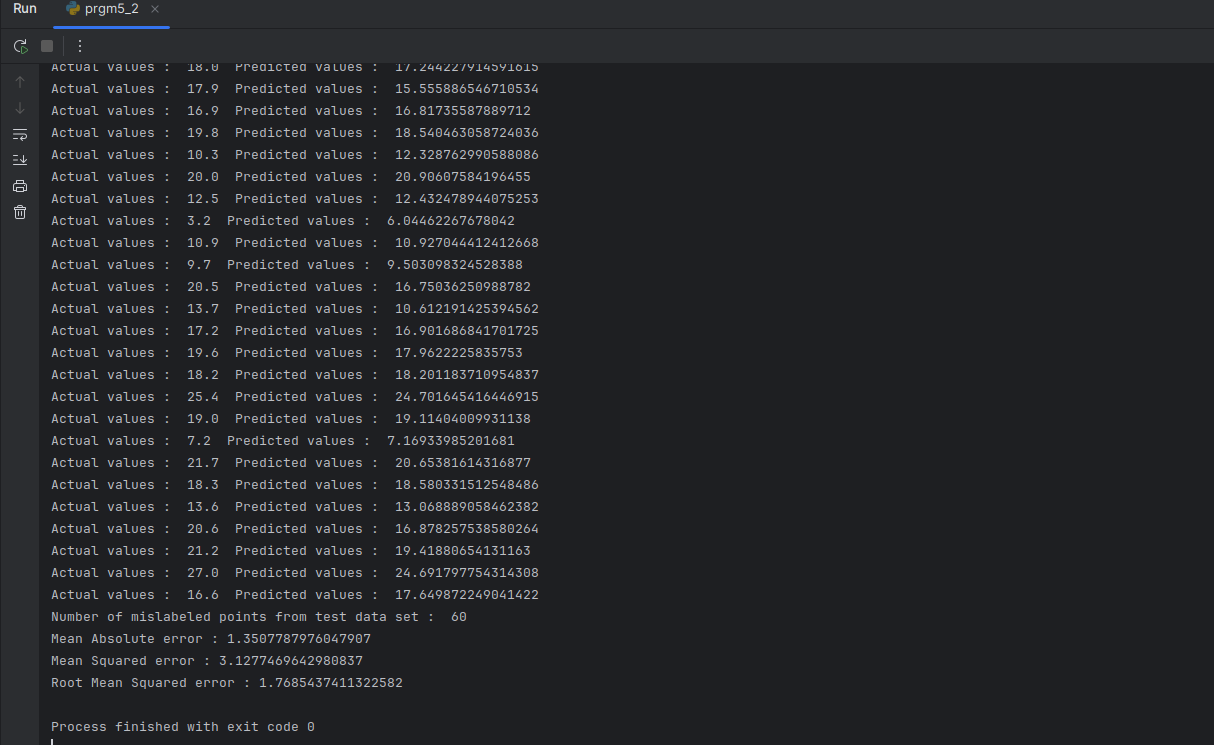 Run prgm5_2
Actual values :  18.0  Predicted values :  17.244227914591615
Actual values :  17.9  Predicted values :  15.555886546710534
Actual values :  16.9  Predicted values :  16.81735587889712
Actual values :  19.8  Predicted values :  18.540463058724036
Actual values :  10.3  Predicted values :  12.328762990588086
Actual values :  20.0  Predicted values :  20.90607584196455
Actual values :  12.5  Predicted values :  12.432478944075253
Actual values :  3.2  Predicted values :  6.04462267678042
Actual values :  10.9  Predicted values :  10.927044412412668
Actual values :  9.7  Predicted values :  9.503098324528388
Actual values :  20.5  Predicted values :  16.75036250988782
Actual values :  13.7  Predicted values :  10.612191425394562
Actual values :  17.2  Predicted values :  16.901686841701725
Actual values :  19.6  Predicted values :  17.9622225835753
Actual values :  18.2  Predicted values :  18.201183710954837
Actual values :  25.4  Predicted values :  24.701645416446915
Actual values :  19.0  Predicted values :  19.11404009931138
Actual values :  7.2  Predicted values :  7.16933985201681
Actual values :  21.7  Predicted values :  20.65381614316877
Actual values :  18.3  Predicted values :  18.580331512548486
Actual values :  13.6  Predicted values :  13.068889058462382
Actual values :  20.6  Predicted values :  16.878257538580264
Actual values :  21.2  Predicted values :  19.41880654131163
Actual values :  27.0  Predicted values :  24.691797754314308
Actual values :  16.6  Predicted values :  17.649872249041422
Number of mislabeled points from test data set :  60
Mean Absolute error : 1.3507787976047907
Mean Squared error : 3.1277469642980837
Root Mean Squared error : 1.7685437411322582
Process finished with exit code 0